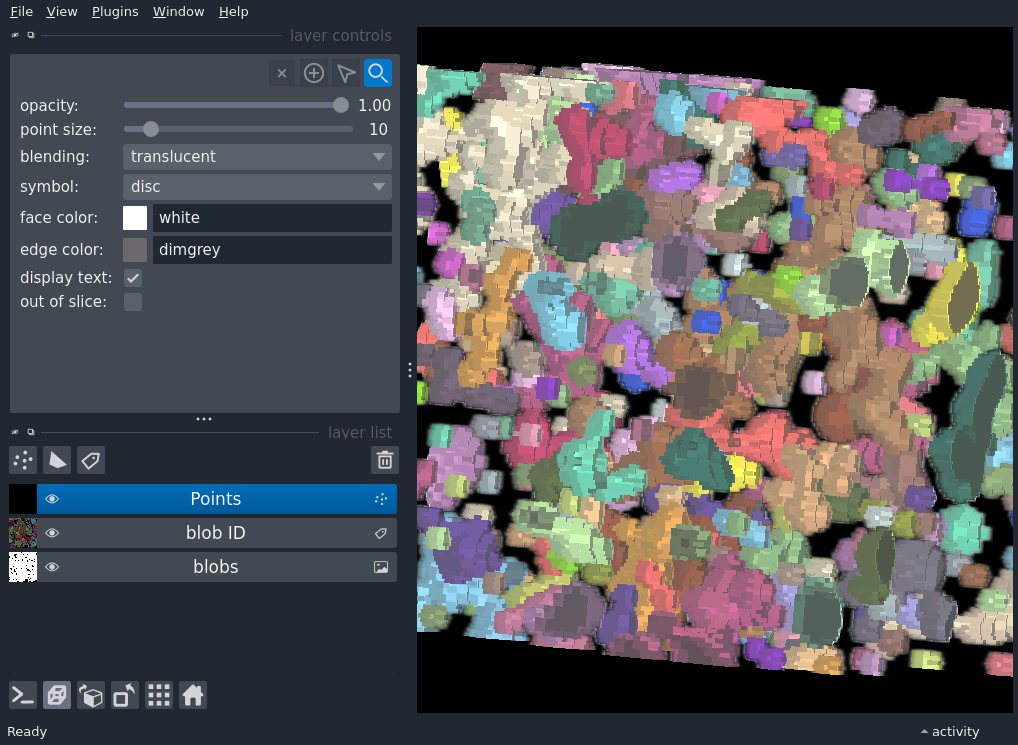 File View Plugins Window Help
layer controls
opacity: 1.00
point size: 10
blending: translucent
symbol: disc
face color: white
edge color: dimgrey
display text:
out of slice:
layer list
Points
blob ID
blobs
Ready
activity